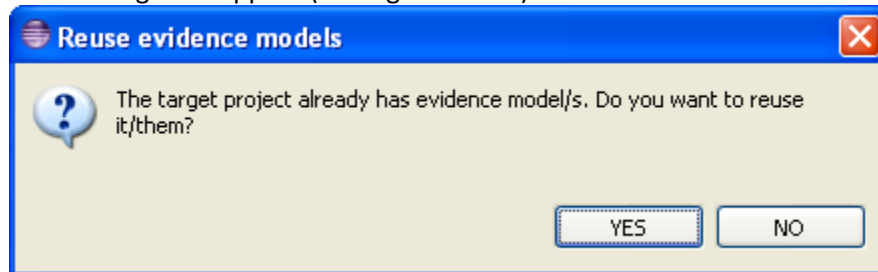 Reuse evidence models
The target project already has evidence model/s. Do you want to reuse
it/them?
YES NO